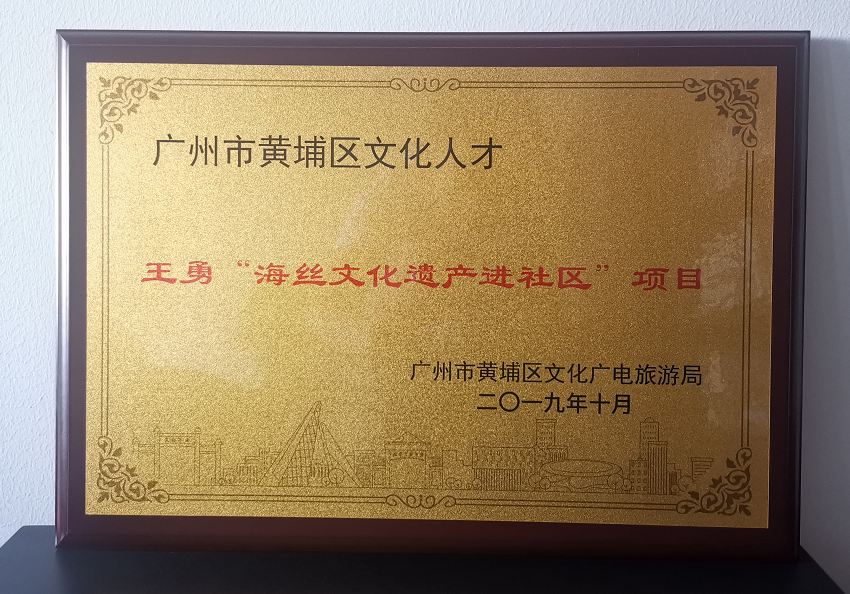 广州市黄埔区文化人才
王勇“海丝文化遗产进社区”项目
广州市黄埔区文化广电旅游局
二〇一九年十月